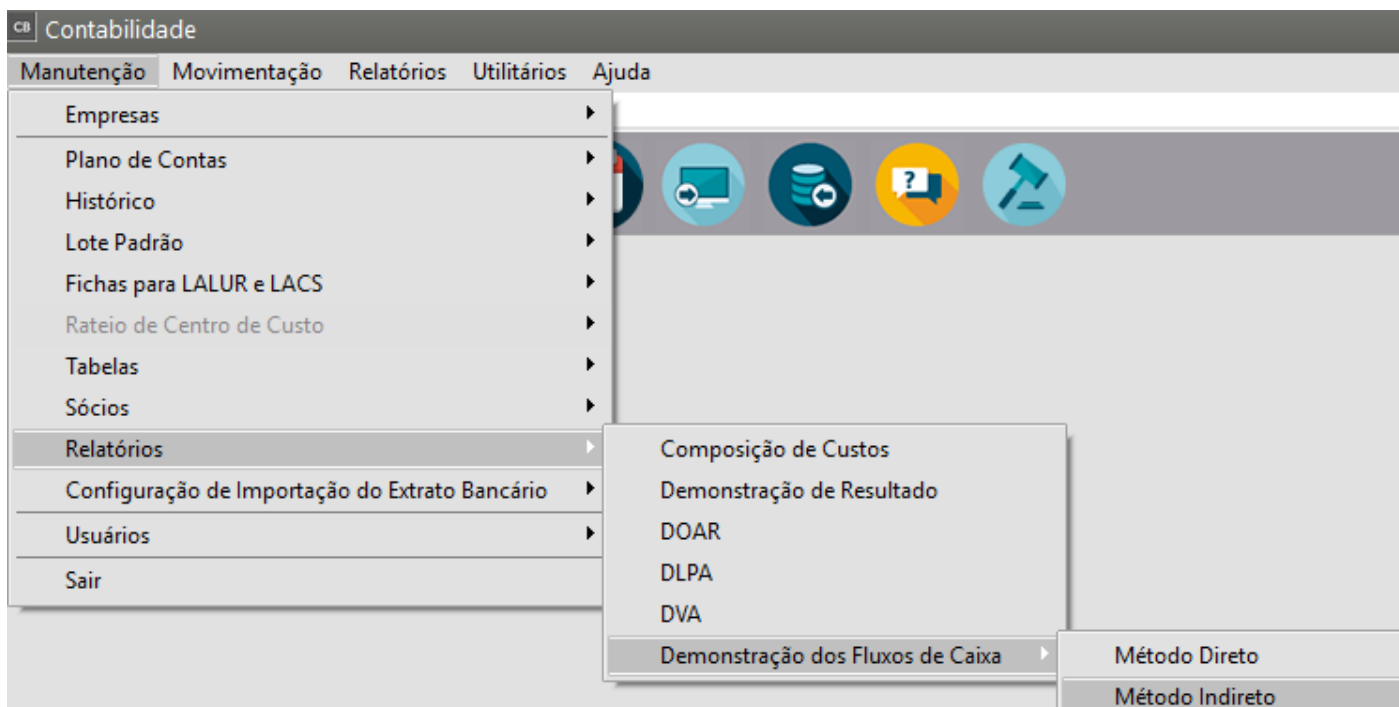 CB Contabilidade
Manutenção Movimentação Relatórios Utilitários Ajuda
Empresas
Plano de Contas
Histórico
Lote Padrão
Fichas para LALUR e LACS
Rateio de Centro de Custo
Tabelas
Sócios
Relatórios
Configuração de Importação do Extrato Bancário
Usuários
Sair
?
Composição de Custos
Demonstração de Resultado
DOAR
DLPA
DVA
Demonstração dos Fluxos de Caixa
Método Direto
Método Indireto